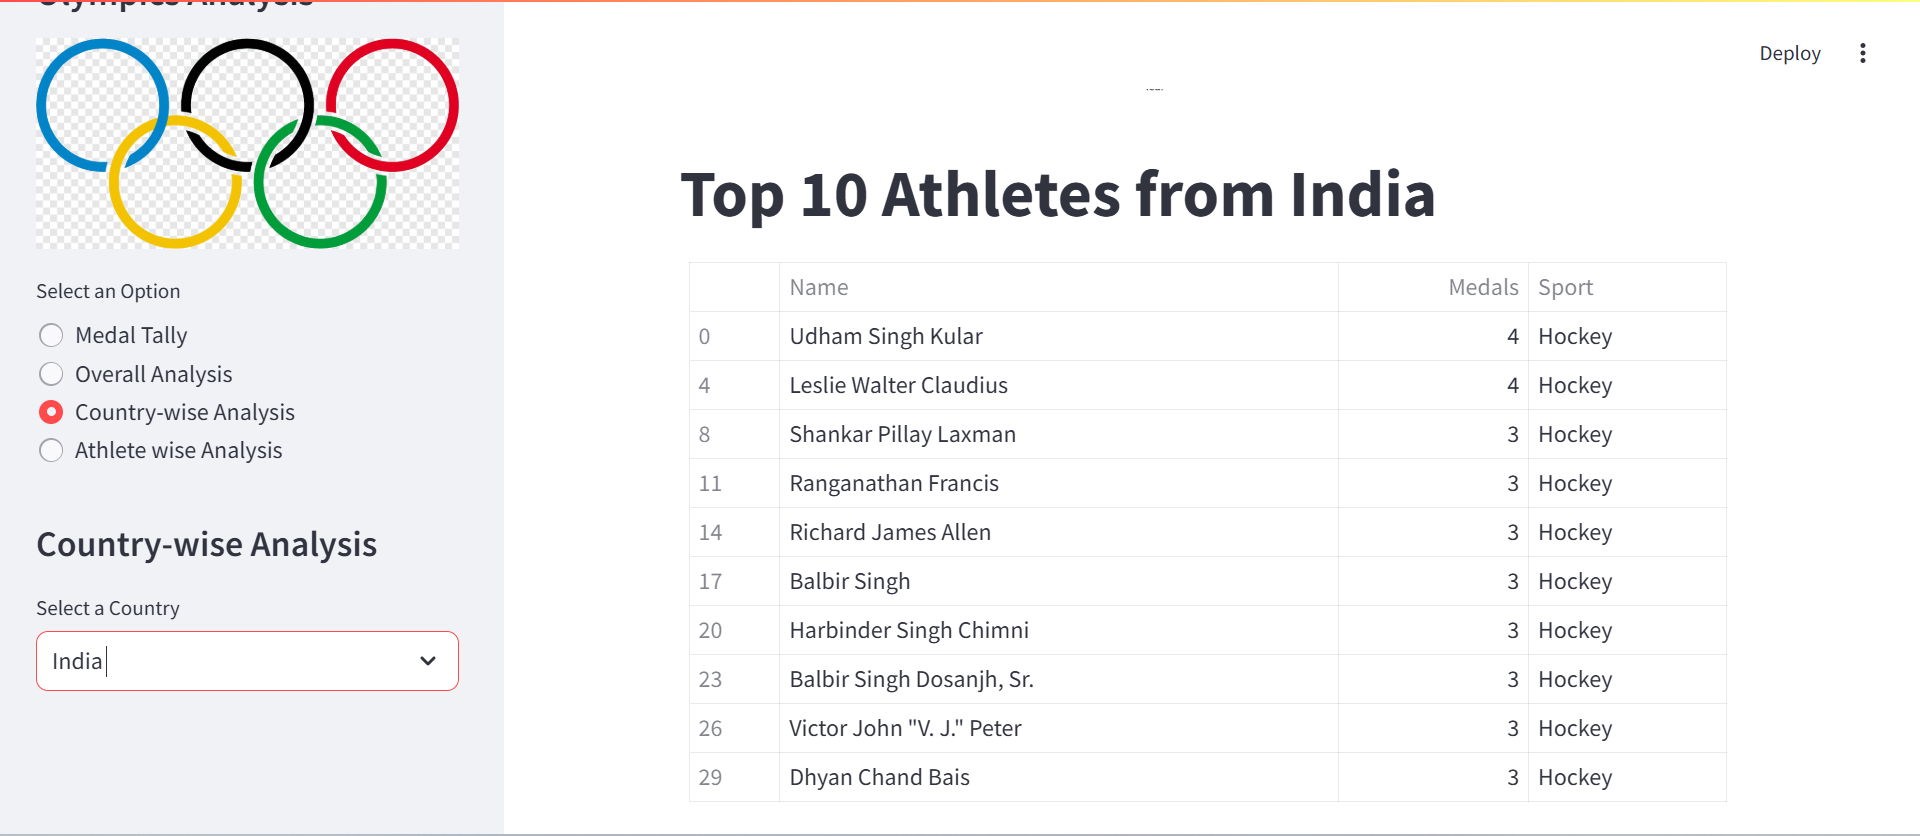 Olympics Analysis
Select an Option
Medal Tally
Overall Analysis
Country-wise Analysis
Athlete wise Analysis
Country-wise Analysis
Select a Country
India
Deploy
Top 10 Athletes from India
Name Medals Sport
0 Udham Singh Kular 4 Hockey
4 Leslie Walter Claudius 4 Hockey
8 Shankar Pillay Laxman 3 Hockey
11 Ranganathan Francis 3 Hockey
14 Richard James Allen 3 Hockey
17 Balbir Singh 3 Hockey
20 Harbinder Singh Chimni 3 Hockey
23 Balbir Singh Dosanjh, Sr. 3 Hockey
26 Victor John "V. J." Peter 3 Hockey
29 Dhyan Chand Bais 3 Hockey